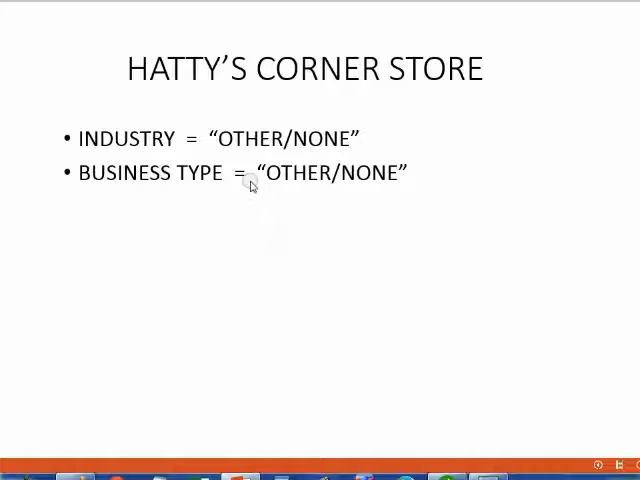 HATTY’S CORNER STORE
• INDUSTRY = “OTHER/NONE”
• BUSINESS TYPE = “OTHER/NONE”